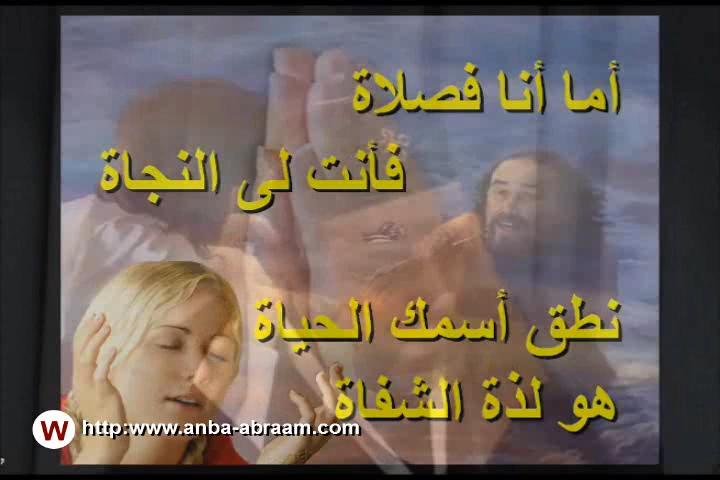 أما أنا فصلاة
فأنت لى النجاة
نطق أسمك الحياة
هو لذة الشفاة
W http:www.anba-abraam.com